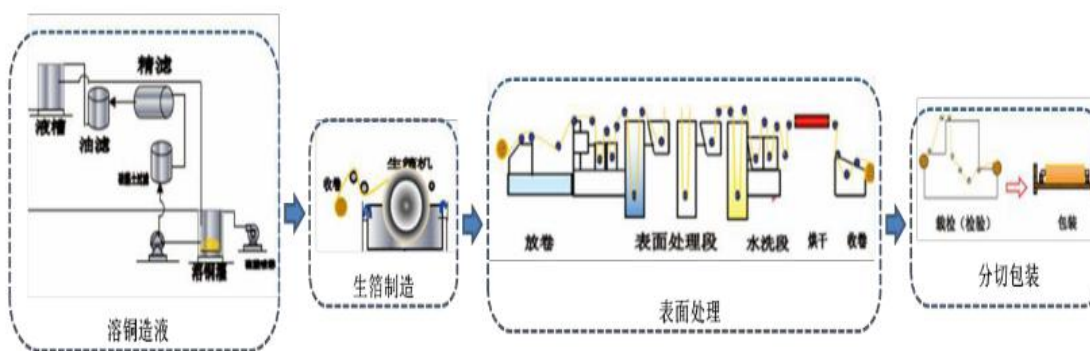 精滤
液槽
油滤
溶铜罐
溶铜造液
生箔机
收卷
生箔制造
放卷
表面处理段
水洗段
烘干
收卷
表面处理
裁检（检验）
包装
分切包装